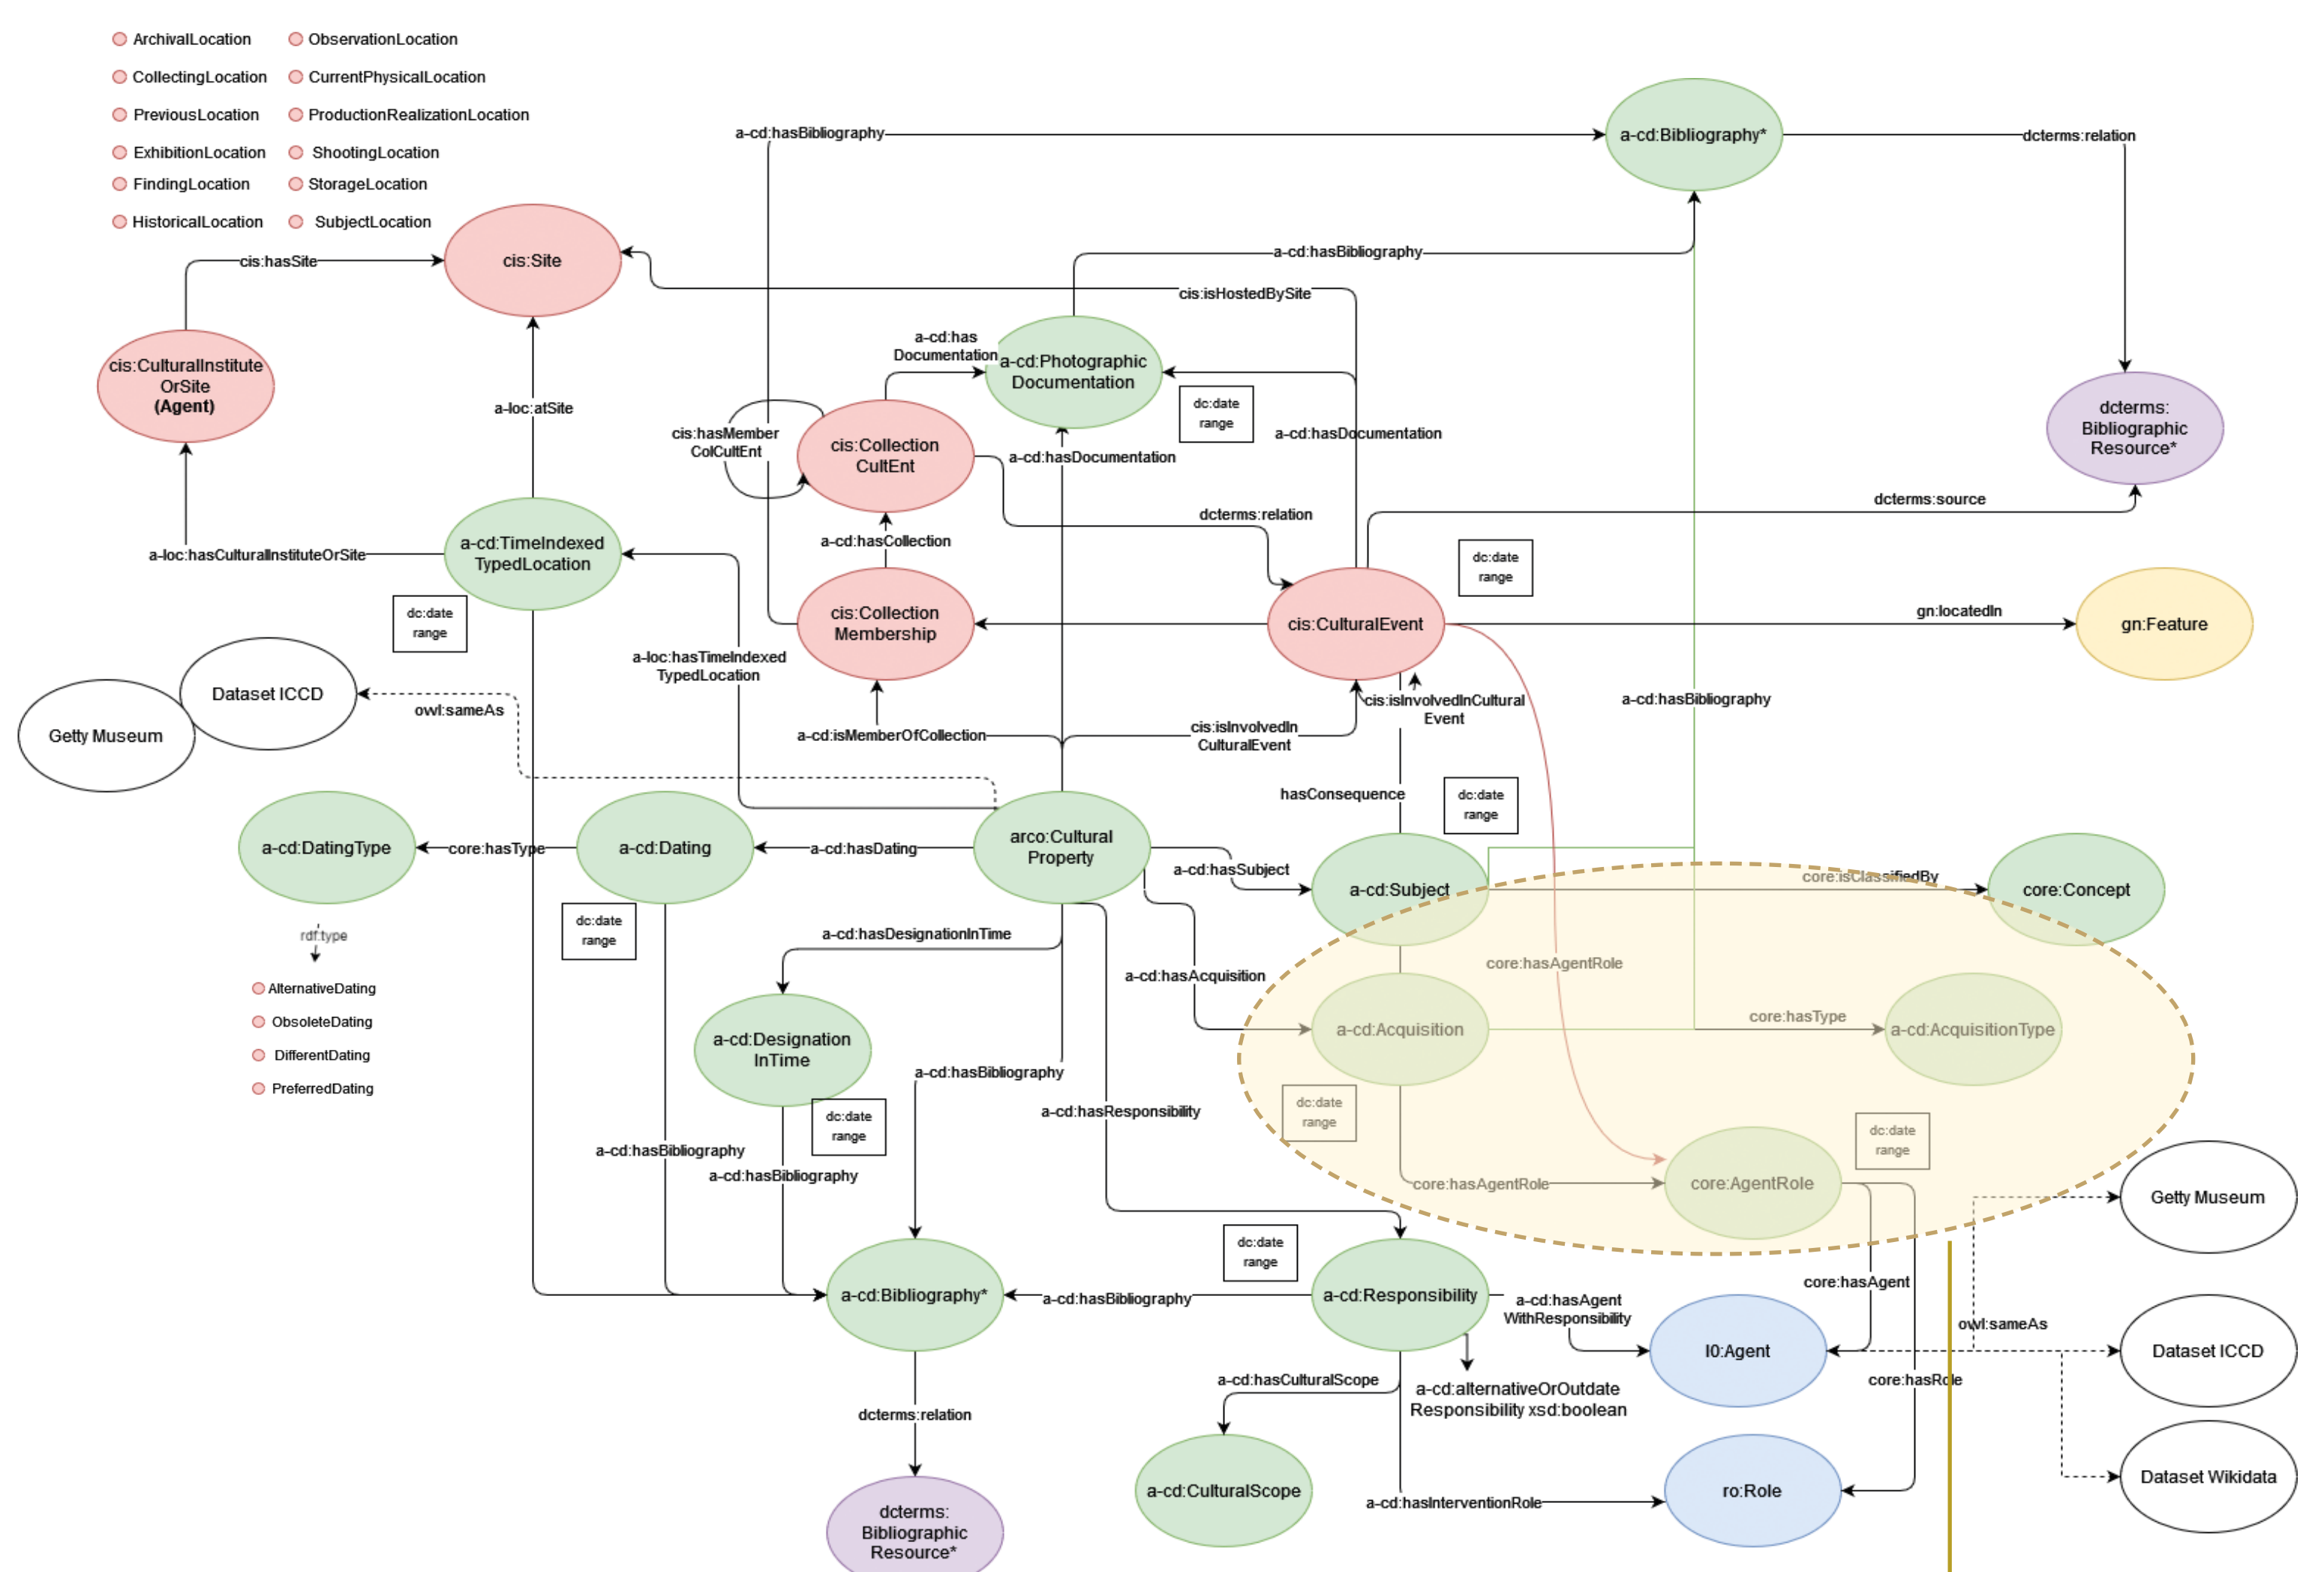 ArchivalLocation
ObservationLocation
CollectingLocation
CurrentPhysicalLocation
PreviousLocation
ProductionRealizationLocation
ExhibitionLocation
ShootingLocation
FindingLocation
StorageLocation
HistoricalLocation
SubjectLocation
a-cd:hasBibliography
a-cd:Bibliography*
dcterms:relation
cis:hasSite
cis:Site
a-cd:hasBibliography
cis:isHostedBySite
cis:CulturalInstitute
OrSite
(Agent)
a-loc:atSite
a-cd:has
Documentation
a-cd:Photographic
Documentation
dc:date
range
dcterms:
Bibliographic
Resource*
cis:hasMember
ColCultEnt
cis:Collection
CultEnt
a-cd:hasDocumentation
a-cd:hasDocumentation
dcterms:relation
dcterms:source
a-loc:hasCulturalInstituteOrSite
a-cd:TimeIndexed
TypedLocation
a-cd:hasCollection
dc:date
range
dc:date
range
cis:Collection
Membership
cis:CulturalEvent
gn:locatedIn
gn:Feature
a-loc:hasTimeIndexed
TypedLocation
Getty Museum
Dataset ICCD
owl:sameAs
a-cd:isMemberOfCollection
cis:isInvolvedIn
CulturalEvent
cis:isInvolvedInCultural
Event
a-cd:hasBibliography
hasConsequence
dc:date
range
a-cd:DatingType
core:hasType
a-cd:Dating
a-cd:hasDating
arco:Cultural
Property
a-cd:hasSubject
a-cd:Subject
core:isClassifiedBy
core:Concept
rdf:type
dc:date
range
a-cd:hasDesignationInTime
a-cd:hasAcquisition
core:hasAgentRole
AlternativeDating
ObsoleteDating
DifferentDating
PreferredDating
a-cd:Designation
InTime
a-cd:Acquisition
core:hasType
a-cd:AcquisitionType
a-cd:hasBibliography
dc:date
range
a-cd:hasResponsibility
dc:date
range
dc:date
range
a-cd:hasBibliography
a-cd:hasBibliography
core:hasAgentRole
core:AgentRole
Getty Museum
dc:date
range
a-cd:Bibliography*
a-cd:hasBibliography
a-cd:Responsibility
a-cd:hasAgent
WithResponsibility
core:hasAgent
owl:sameAs
l0:Agent
Dataset ICCD
a-cd:hasCulturalScope
a-cd:alternativeOrOutdate
Responsibility xsd:boolean
core:hasRole
dcterms:relation
a-cd:CulturalScope
a-cd:hasInterventionRole
ro:Role
Dataset Wikidata
dcterms:
Bibliographic
Resource*